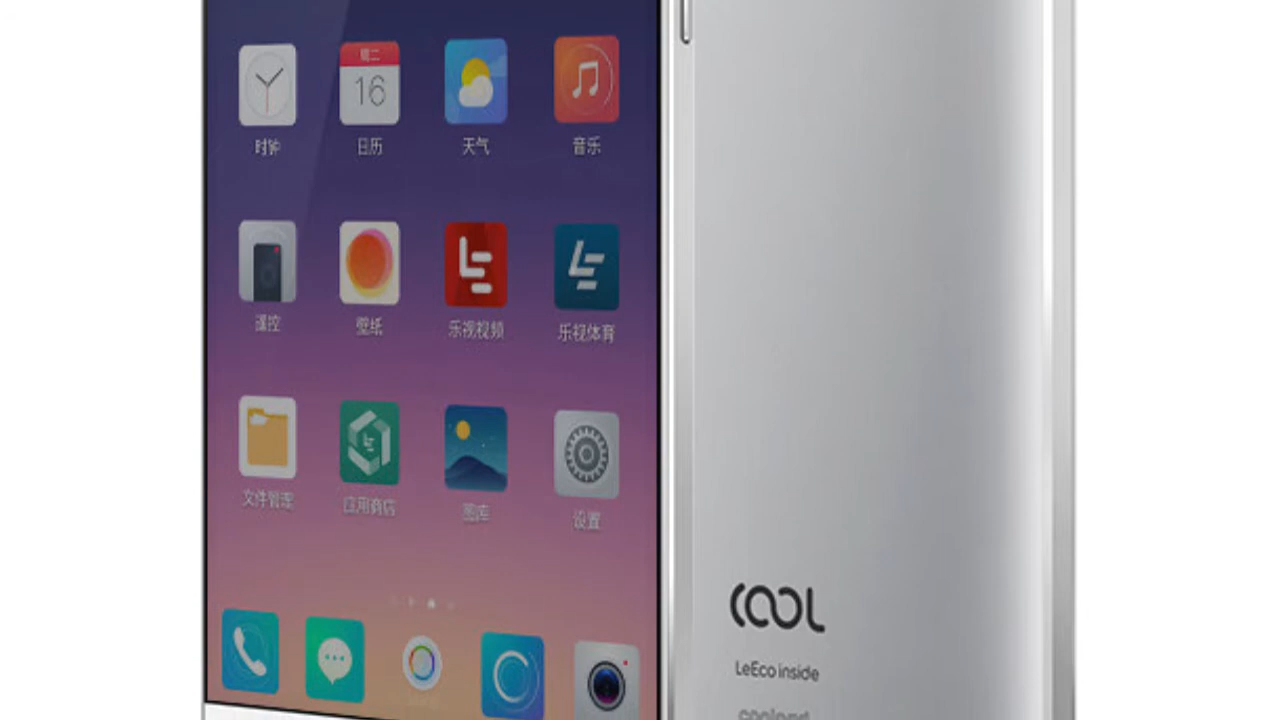 周二
16
时钟 日历 天气 音乐
遥控 壁纸 乐视视频 乐视体育
文件管理 应用商店 图库 设置
COOL
LeEco inside
coolpad